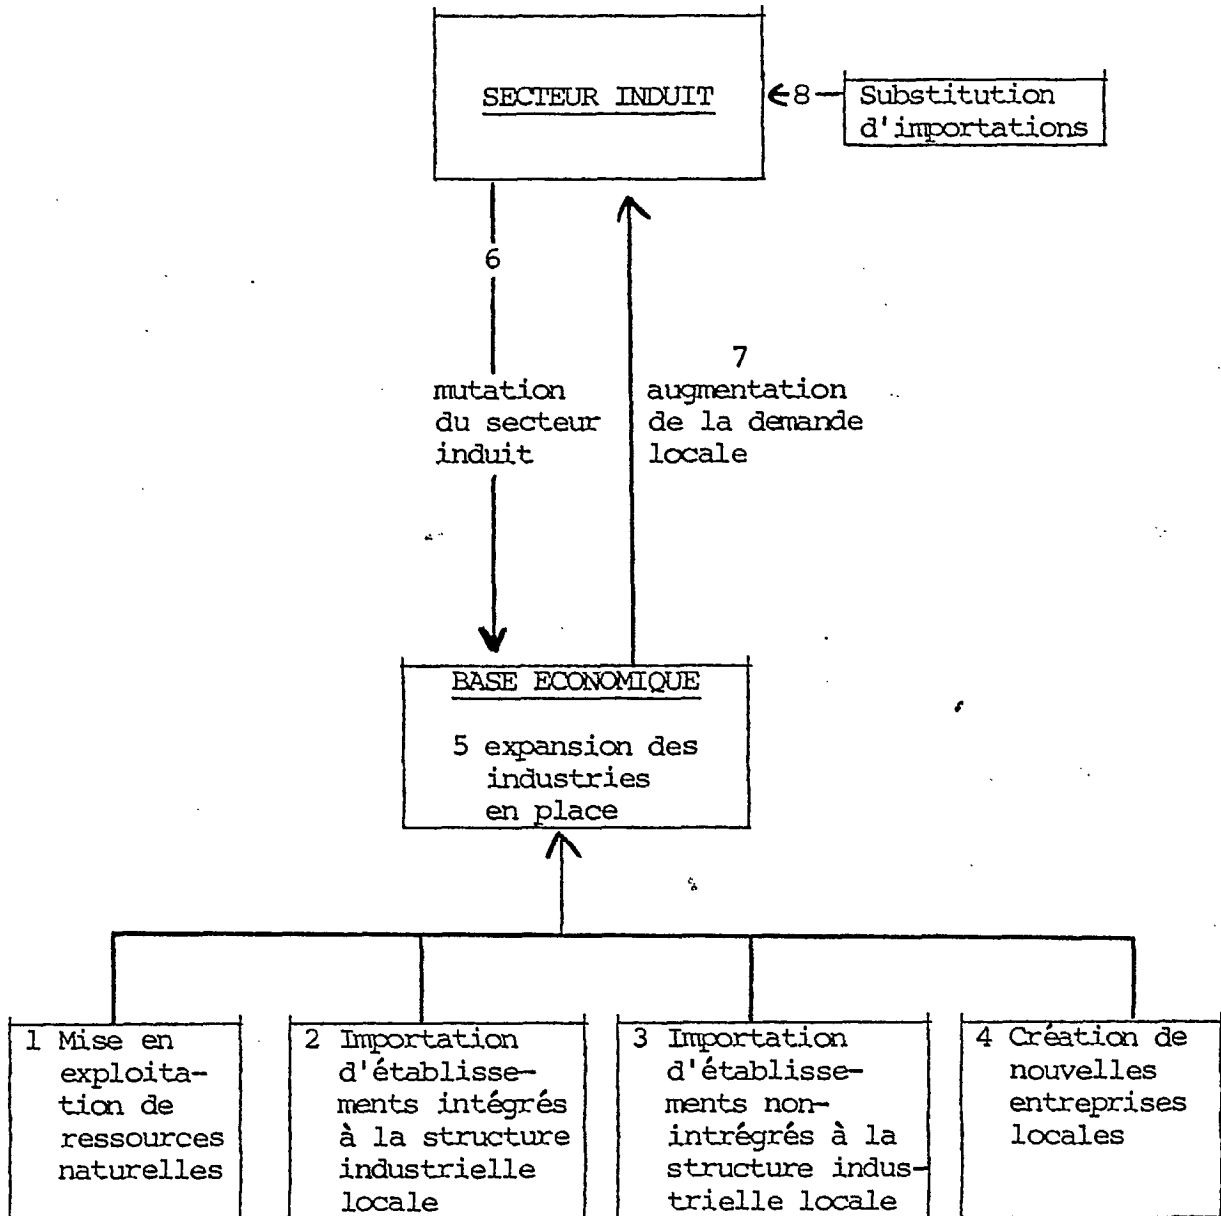 SECTEUR INDUIT
8
Substitution
d'importations
6
mutation
du secteur
induit
7
augmentation
de la demande
locale
BASE ECONOMIQUE
5 expansion des
industries
en place
1 Mise en
exploita-
tion de
ressources
naturelles
2 Importation
d'établisse-
ments intégrés
à la structure
industrielle
locale
3 Importation
d'établisse-
ments non-
intrégrés à la
structure indus-
trielle locale
4 Création de
nouvelles
entreprises
locales